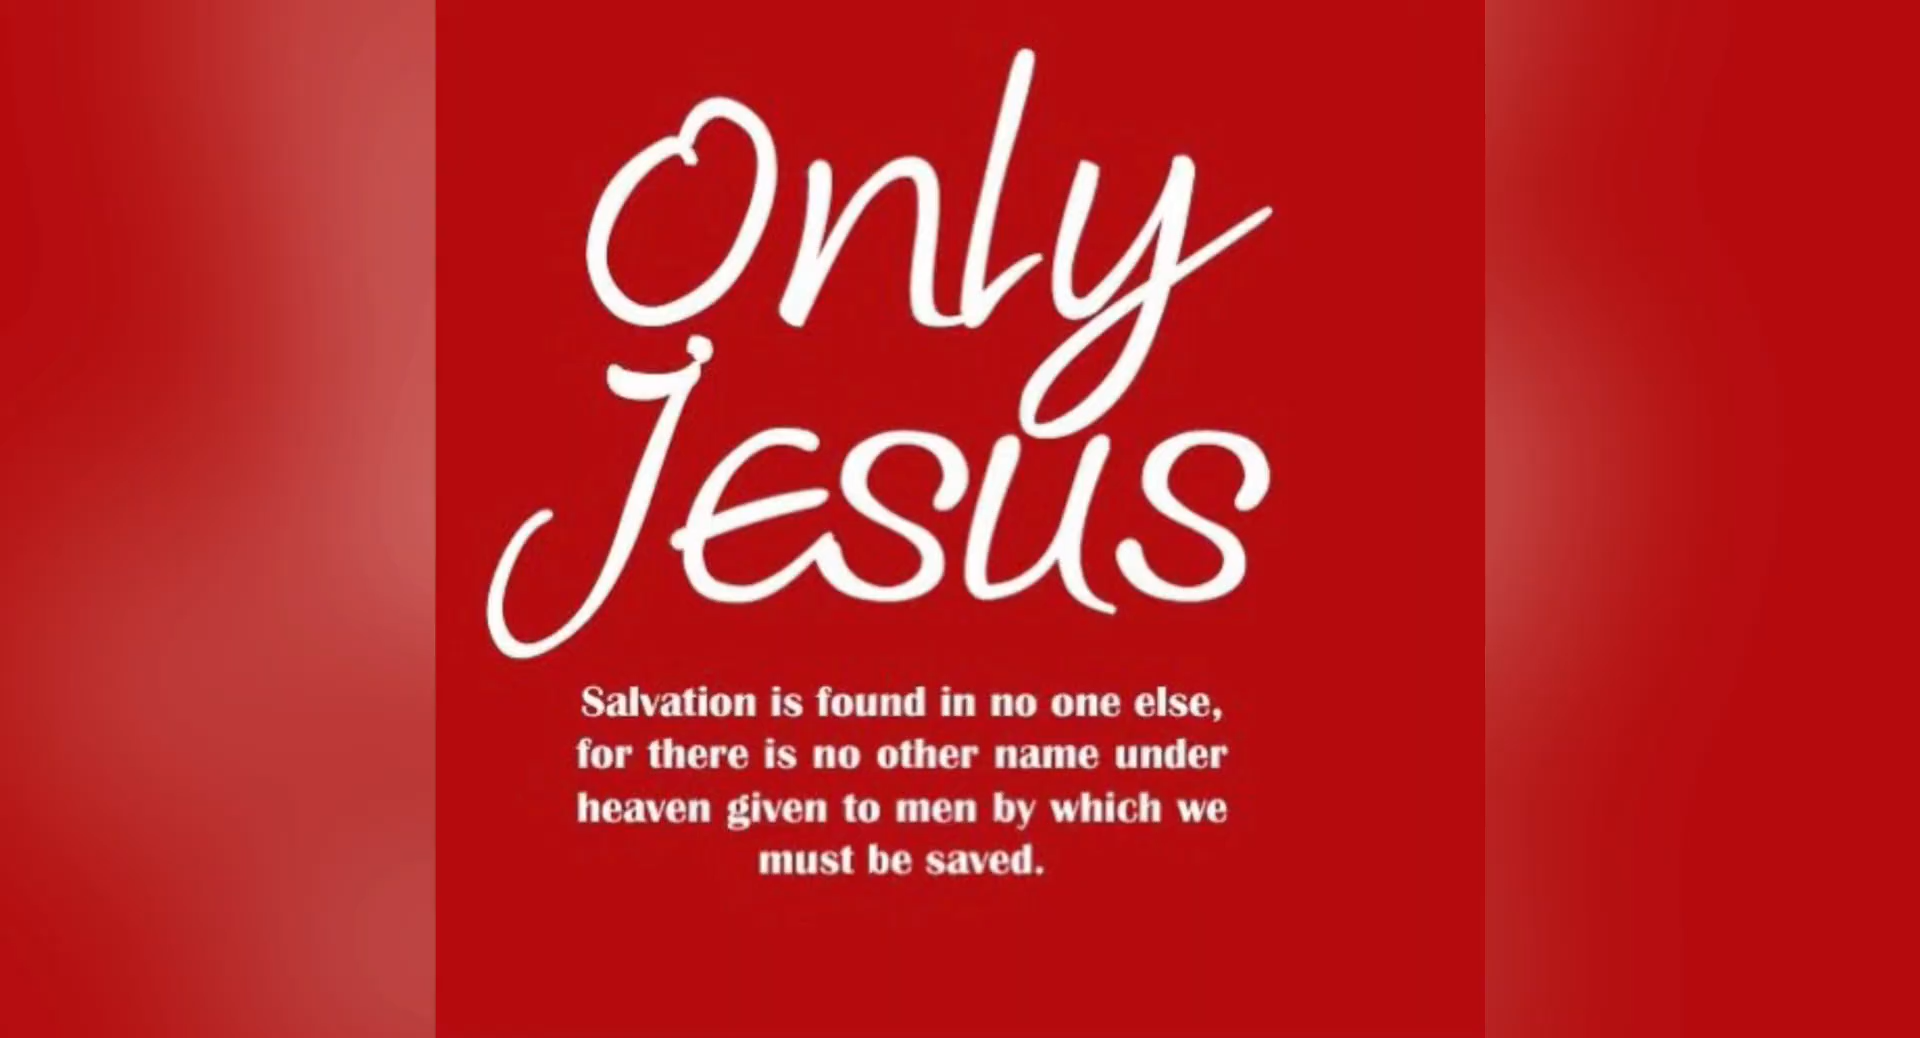 Only
Jesus
Salvation is found in no one else,
for there is no other name under
heaven given to men by which we
must be saved.